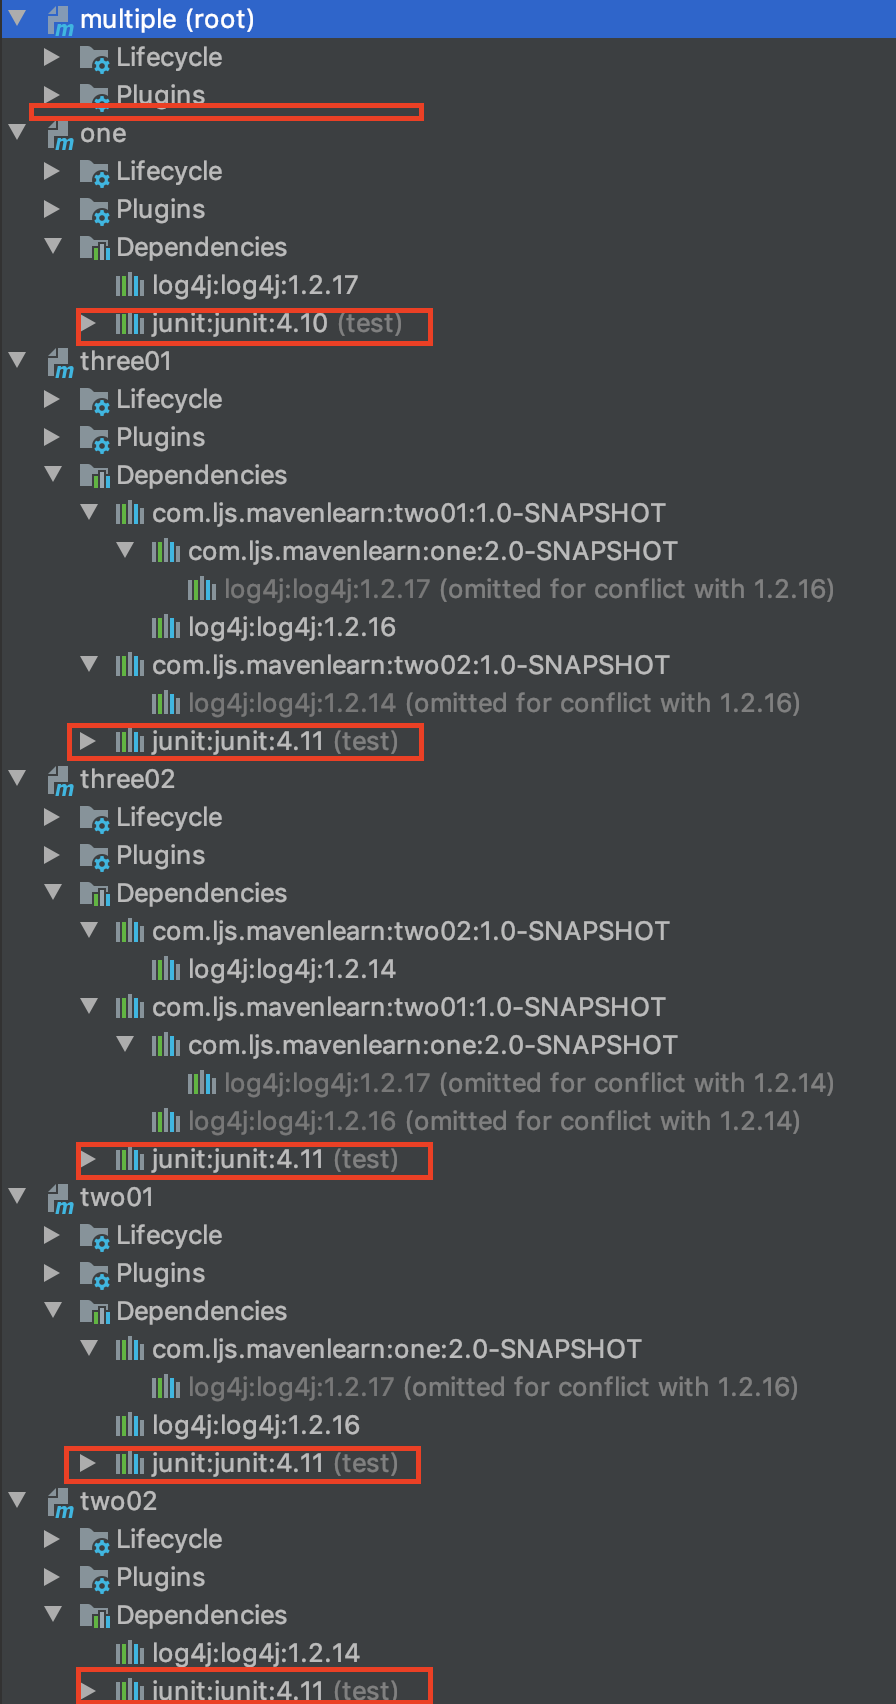 multiple (root)
Lifecycle
Plugins
one
Lifecycle
Plugins
Dependencies
log4j:log4j:1.2.17
junit:junit:4.10 (test)
three01
Lifecycle
Plugins
Dependencies
com.ljs.mavenlearn:two01:1.0-SNAPSHOT
com.ljs.mavenlearn:one:2.0-SNAPSHOT
log4j:log4j:1.2.17 (omitted for conflict with 1.2.16)
log4j:log4j:1.2.16
com.ljs.mavenlearn:two02:1.0-SNAPSHOT
log4j:log4j:1.2.14 (omitted for conflict with 1.2.16)
junit:junit:4.11 (test)
three02
Lifecycle
Plugins
Dependencies
com.ljs.mavenlearn:two02:1.0-SNAPSHOT
log4j:log4j:1.2.14
com.ljs.mavenlearn:two01:1.0-SNAPSHOT
com.ljs.mavenlearn:one:2.0-SNAPSHOT
log4j:log4j:1.2.17 (omitted for conflict with 1.2.14)
log4j:log4j:1.2.16 (omitted for conflict with 1.2.14)
junit:junit:4.11 (test)
two01
Lifecycle
Plugins
Dependencies
com.ljs.mavenlearn:one:2.0-SNAPSHOT
log4j:log4j:1.2.17 (omitted for conflict with 1.2.16)
log4j:log4j:1.2.16
junit:junit:4.11 (test)
two02
Lifecycle
Plugins
Dependencies
log4j:log4j:1.2.14
junit:junit:4.11 (test)